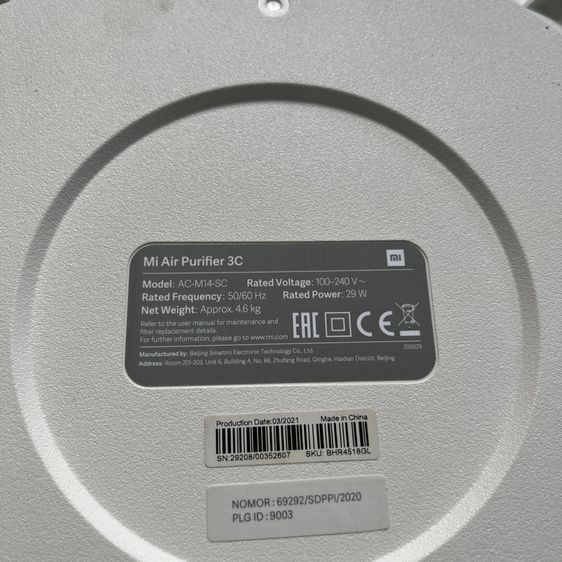 Mi Air Purifier 3C
mi
Model: AC-M14-SC Rated Voltage: 100-240 V~
Rated Frequency: 50/60 Hz Rated Power: 29 W
Net Weight: Approx. 4.6 kg
Refer to the user manual for maintenance and
filter replacement details.
For further information, please go to www.mi.com
EAC CE
200929
Manufactured by: Beijing Smartmi Electronic Technology Co., Ltd.
Address: Room 201-203, Unit 6, Building A, No. 66, Zhufang Road, Qinghe, Haidian District, Beijing
Production Date:03/2021 Made in China
SN:29208/00352607 SKU: BHR4518GL
NOMOR : 69292/SDPPI/2020
PLG ID : 9003